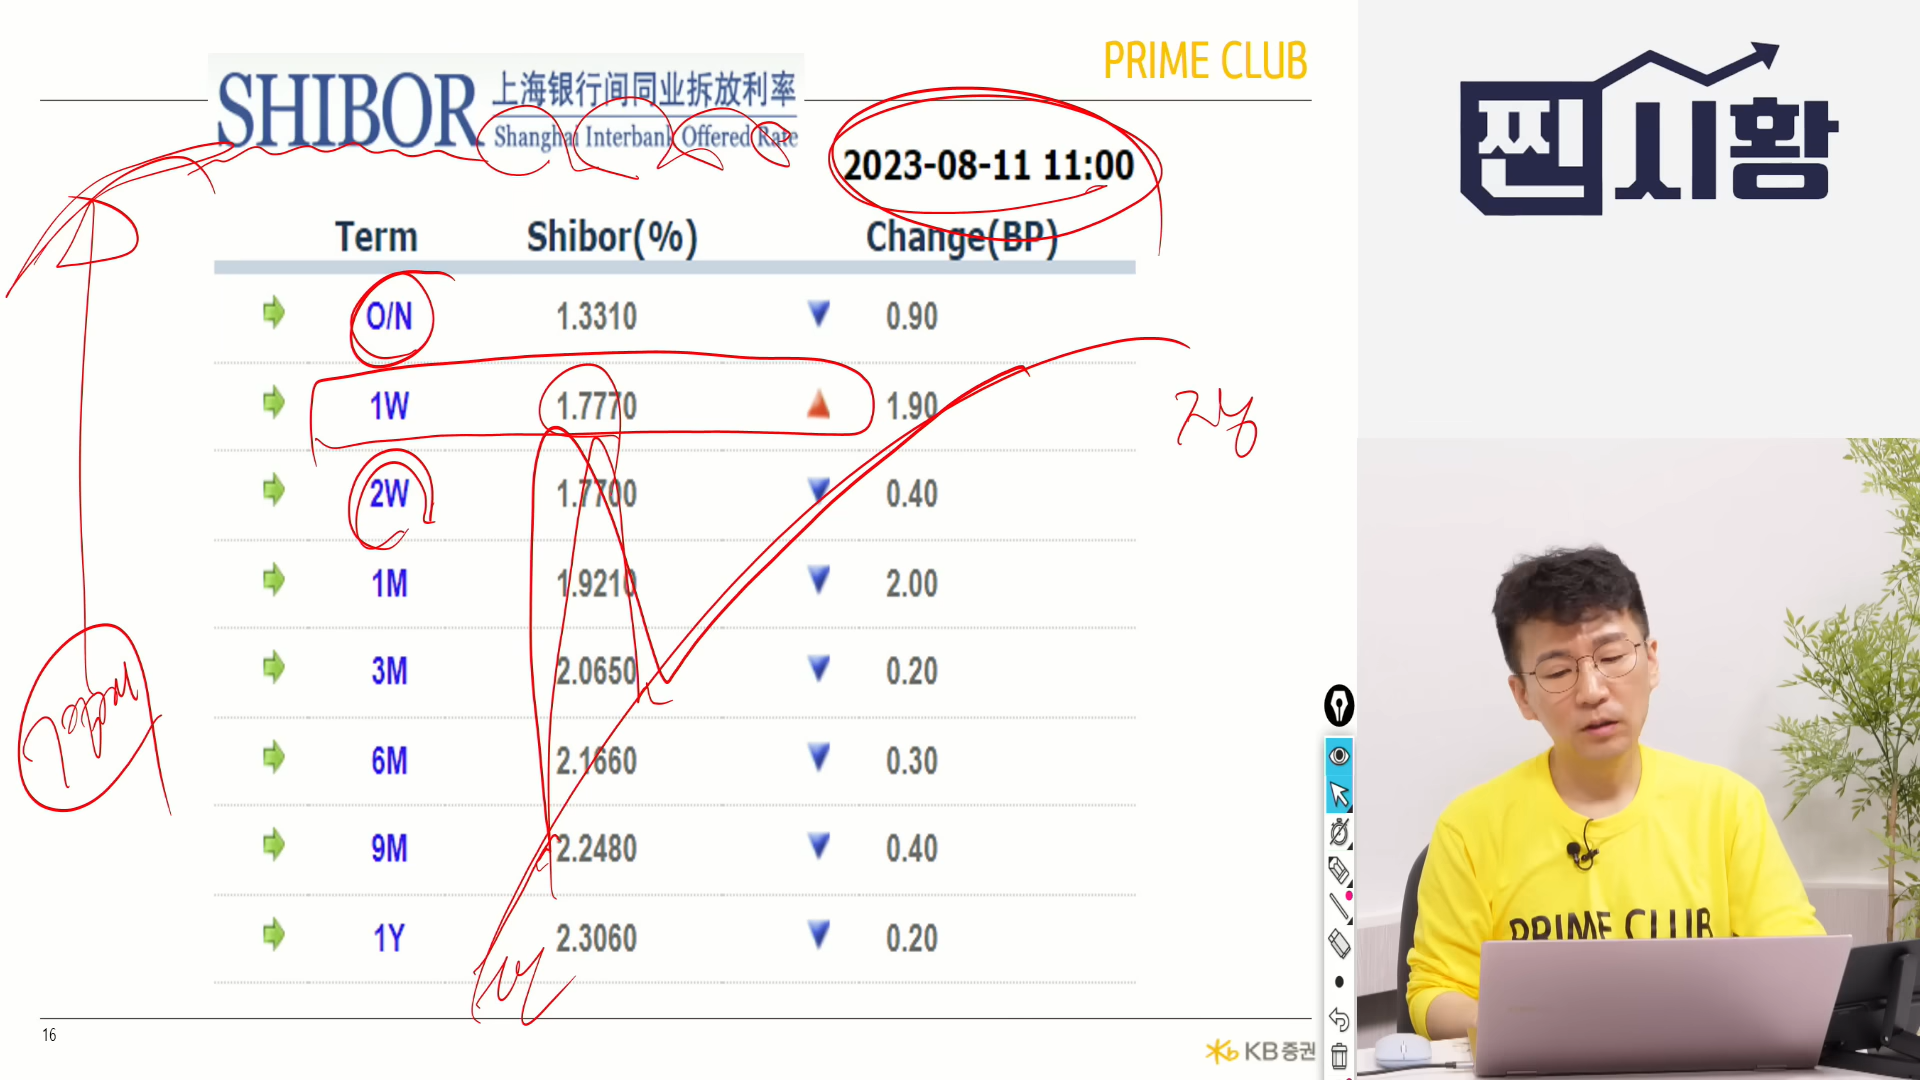 PRIME CLUB
SHIBOR 上海银行间同业拆放利率
Shanghai Interbank Offered Rate
2023-08-11 11:00
찐시황
Term Shibor(%) Change(BP)
O/N 1.3310 0.90
1W 1.7770 1.90
2W 1.7700 0.40
1M 1.9210 2.00
3M 2.0650 0.20
6M 2.1660 0.30
9M 2.2480 0.40
1Y 2.3060 0.20
PRIME CLUB
16
KB증권